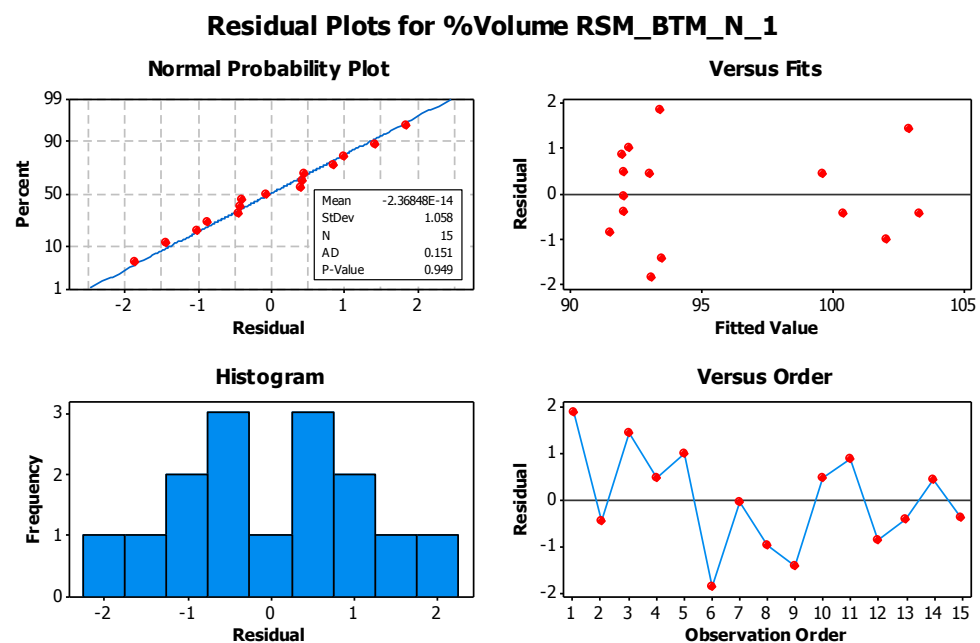 Residual Plots for %Volume RSM_BTM_N_1
Normal Probability Plot
99
90
50
10
1
Percent
-2 -1 0 1 2
Residual
Mean -2.36848E-14
StDev 1.058
N 15
AD 0.151
P-Value 0.949
Versus Fits
2
1
0
-1
-2
Residual
90 95 100 105
Fitted Value
Histogram
3
2
1
0
Frequency
-2 -1 0 1 2
Residual
Versus Order
2
1
0
-1
-2
Residual
1 2 3 4 5 6 7 8 9 10 11 12 13 14 15
Observation Order